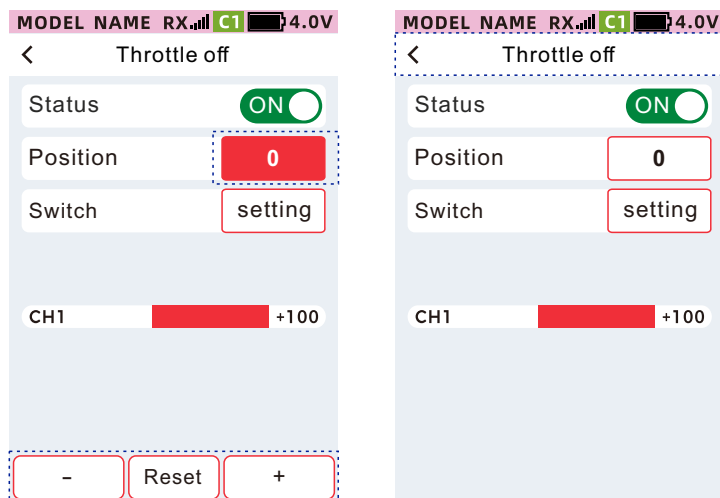 MODEL NAME RX C1 4.0V
< Throttle off
Status ON
Position 0
Switch setting
CH1 +100
- Reset +
MODEL NAME RX C1 4.0V
< Throttle off
Status ON
Position 0
Switch setting
CH1 +100